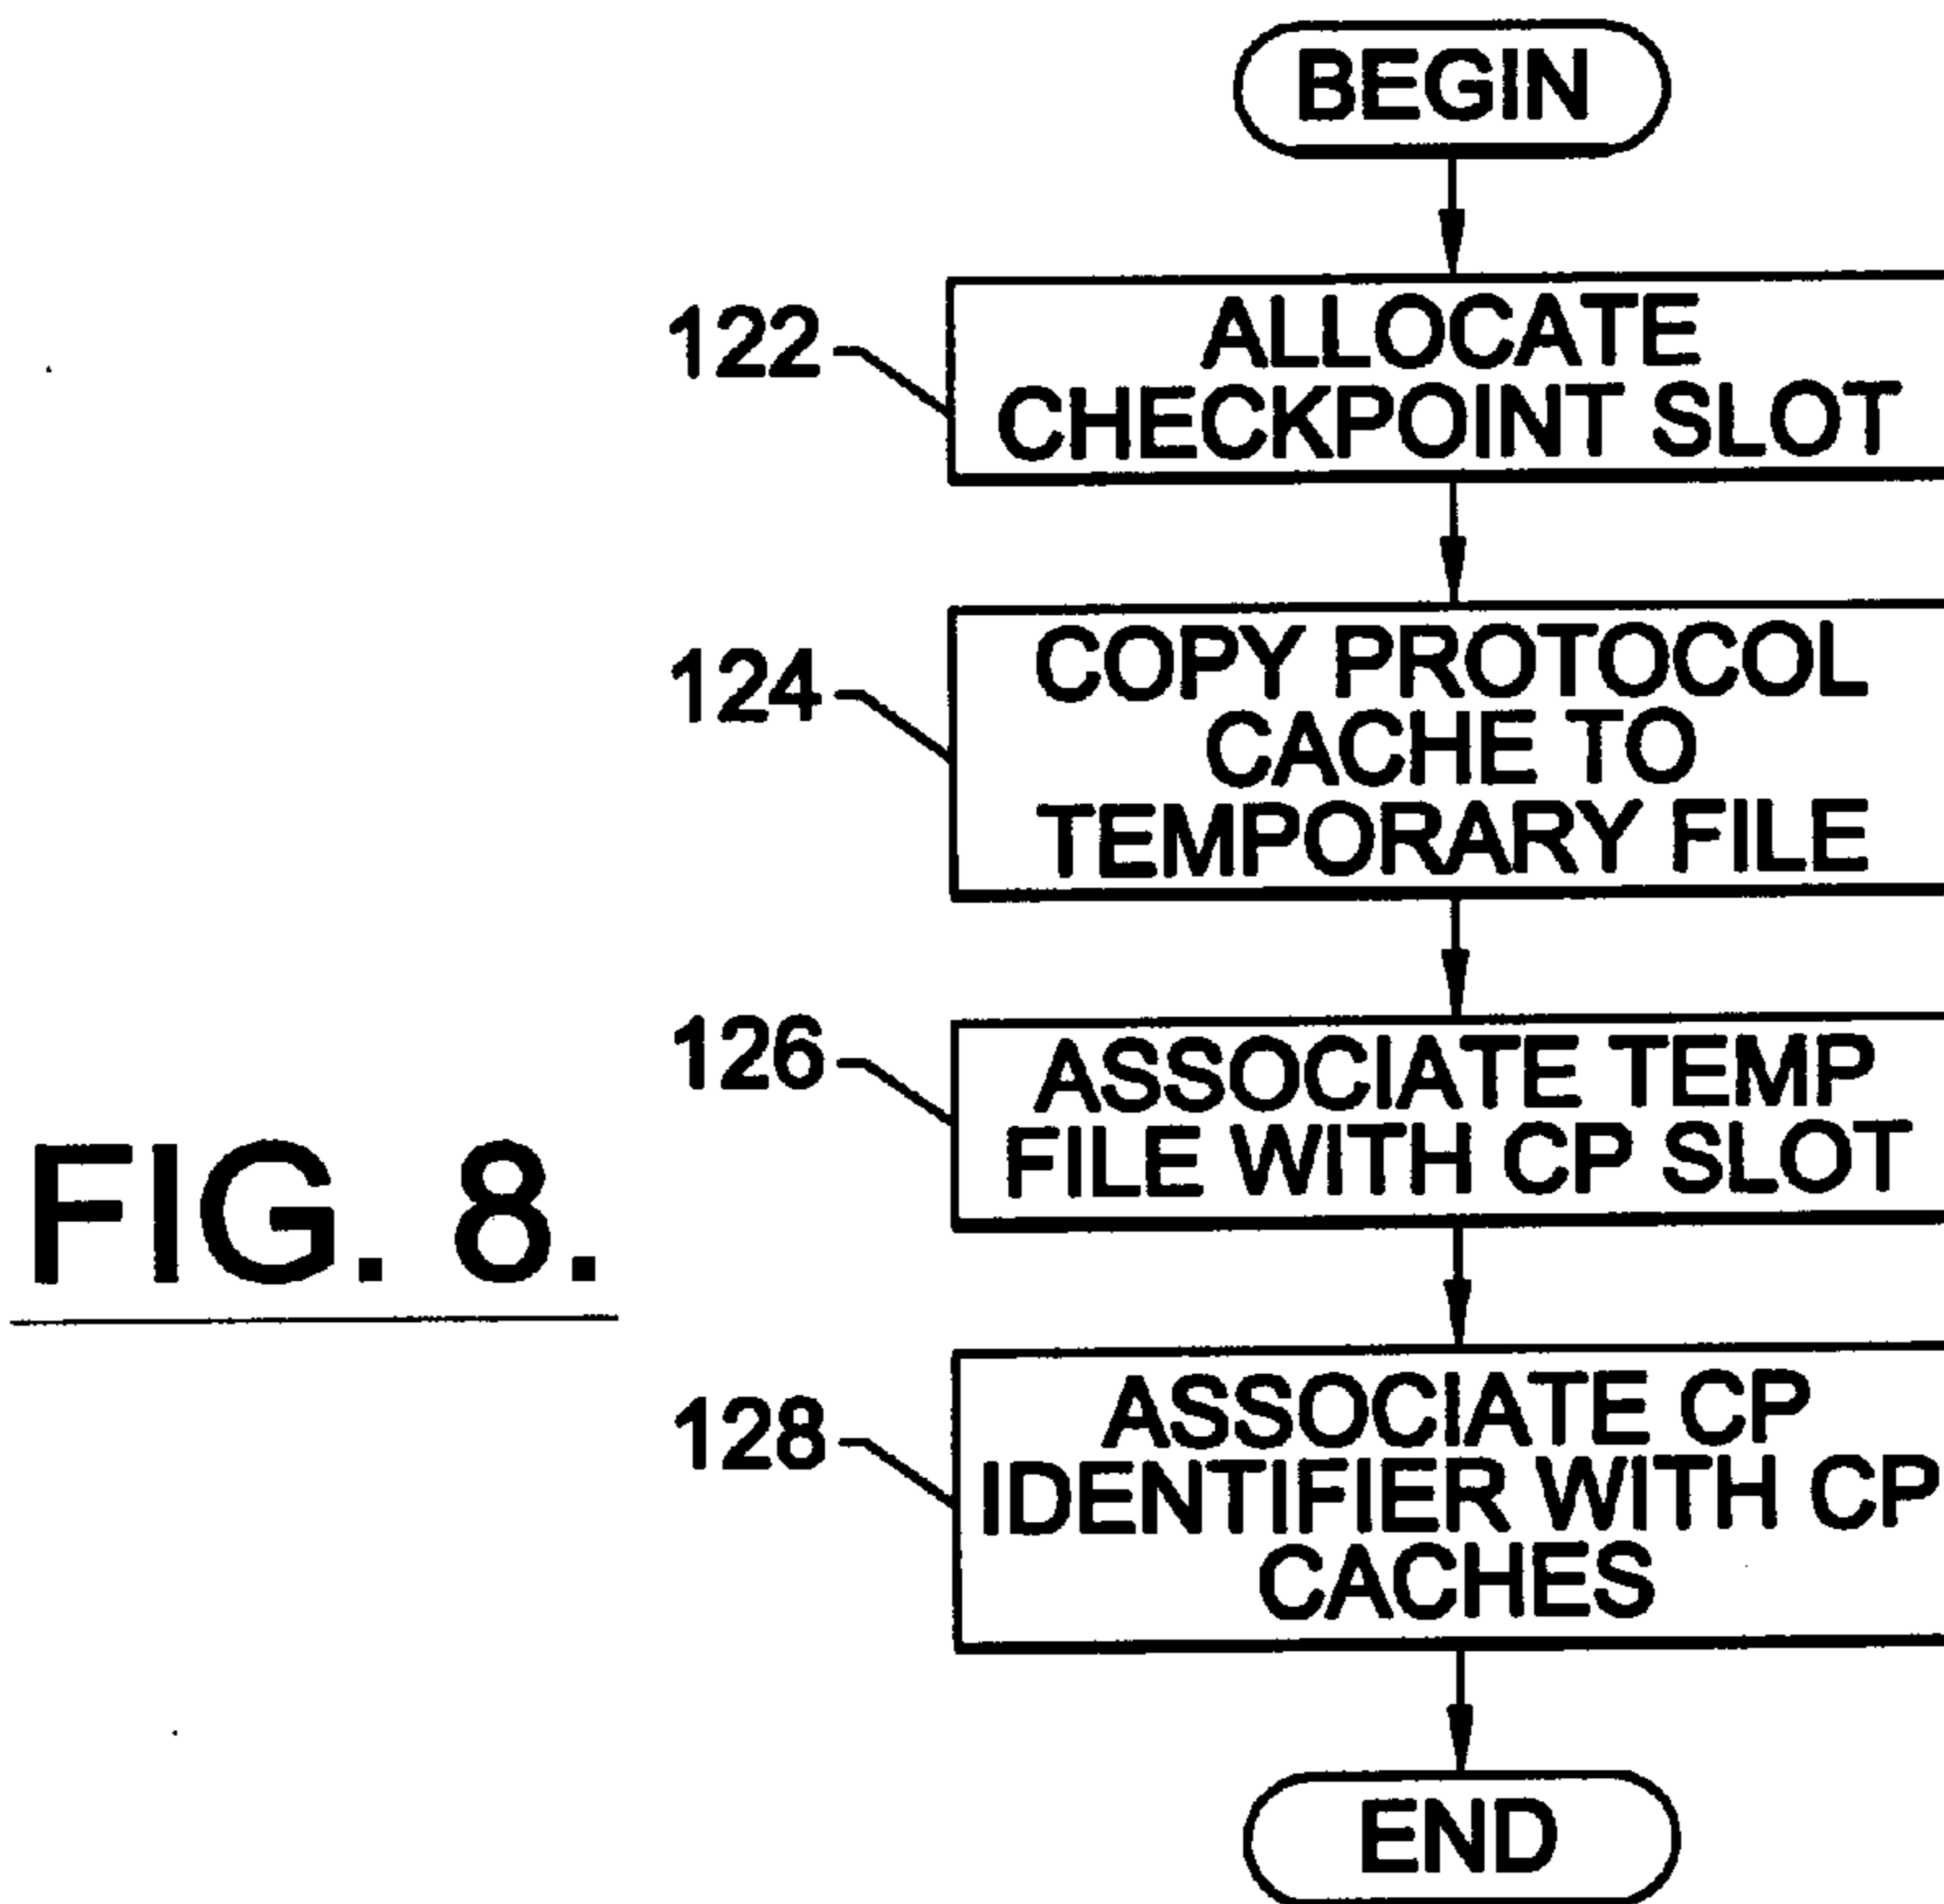 BEGIN
122
ALLOCATE
CHECKPOINT SLOT
124
COPY PROTOCOL
CACHE TO
TEMPORARY FILE
126
ASSOCIATE TEMP
FILE WITH CP SLOT
FIG. 8.
128
ASSOCIATE CP
IDENTIFIER WITH CP
CACHES
END